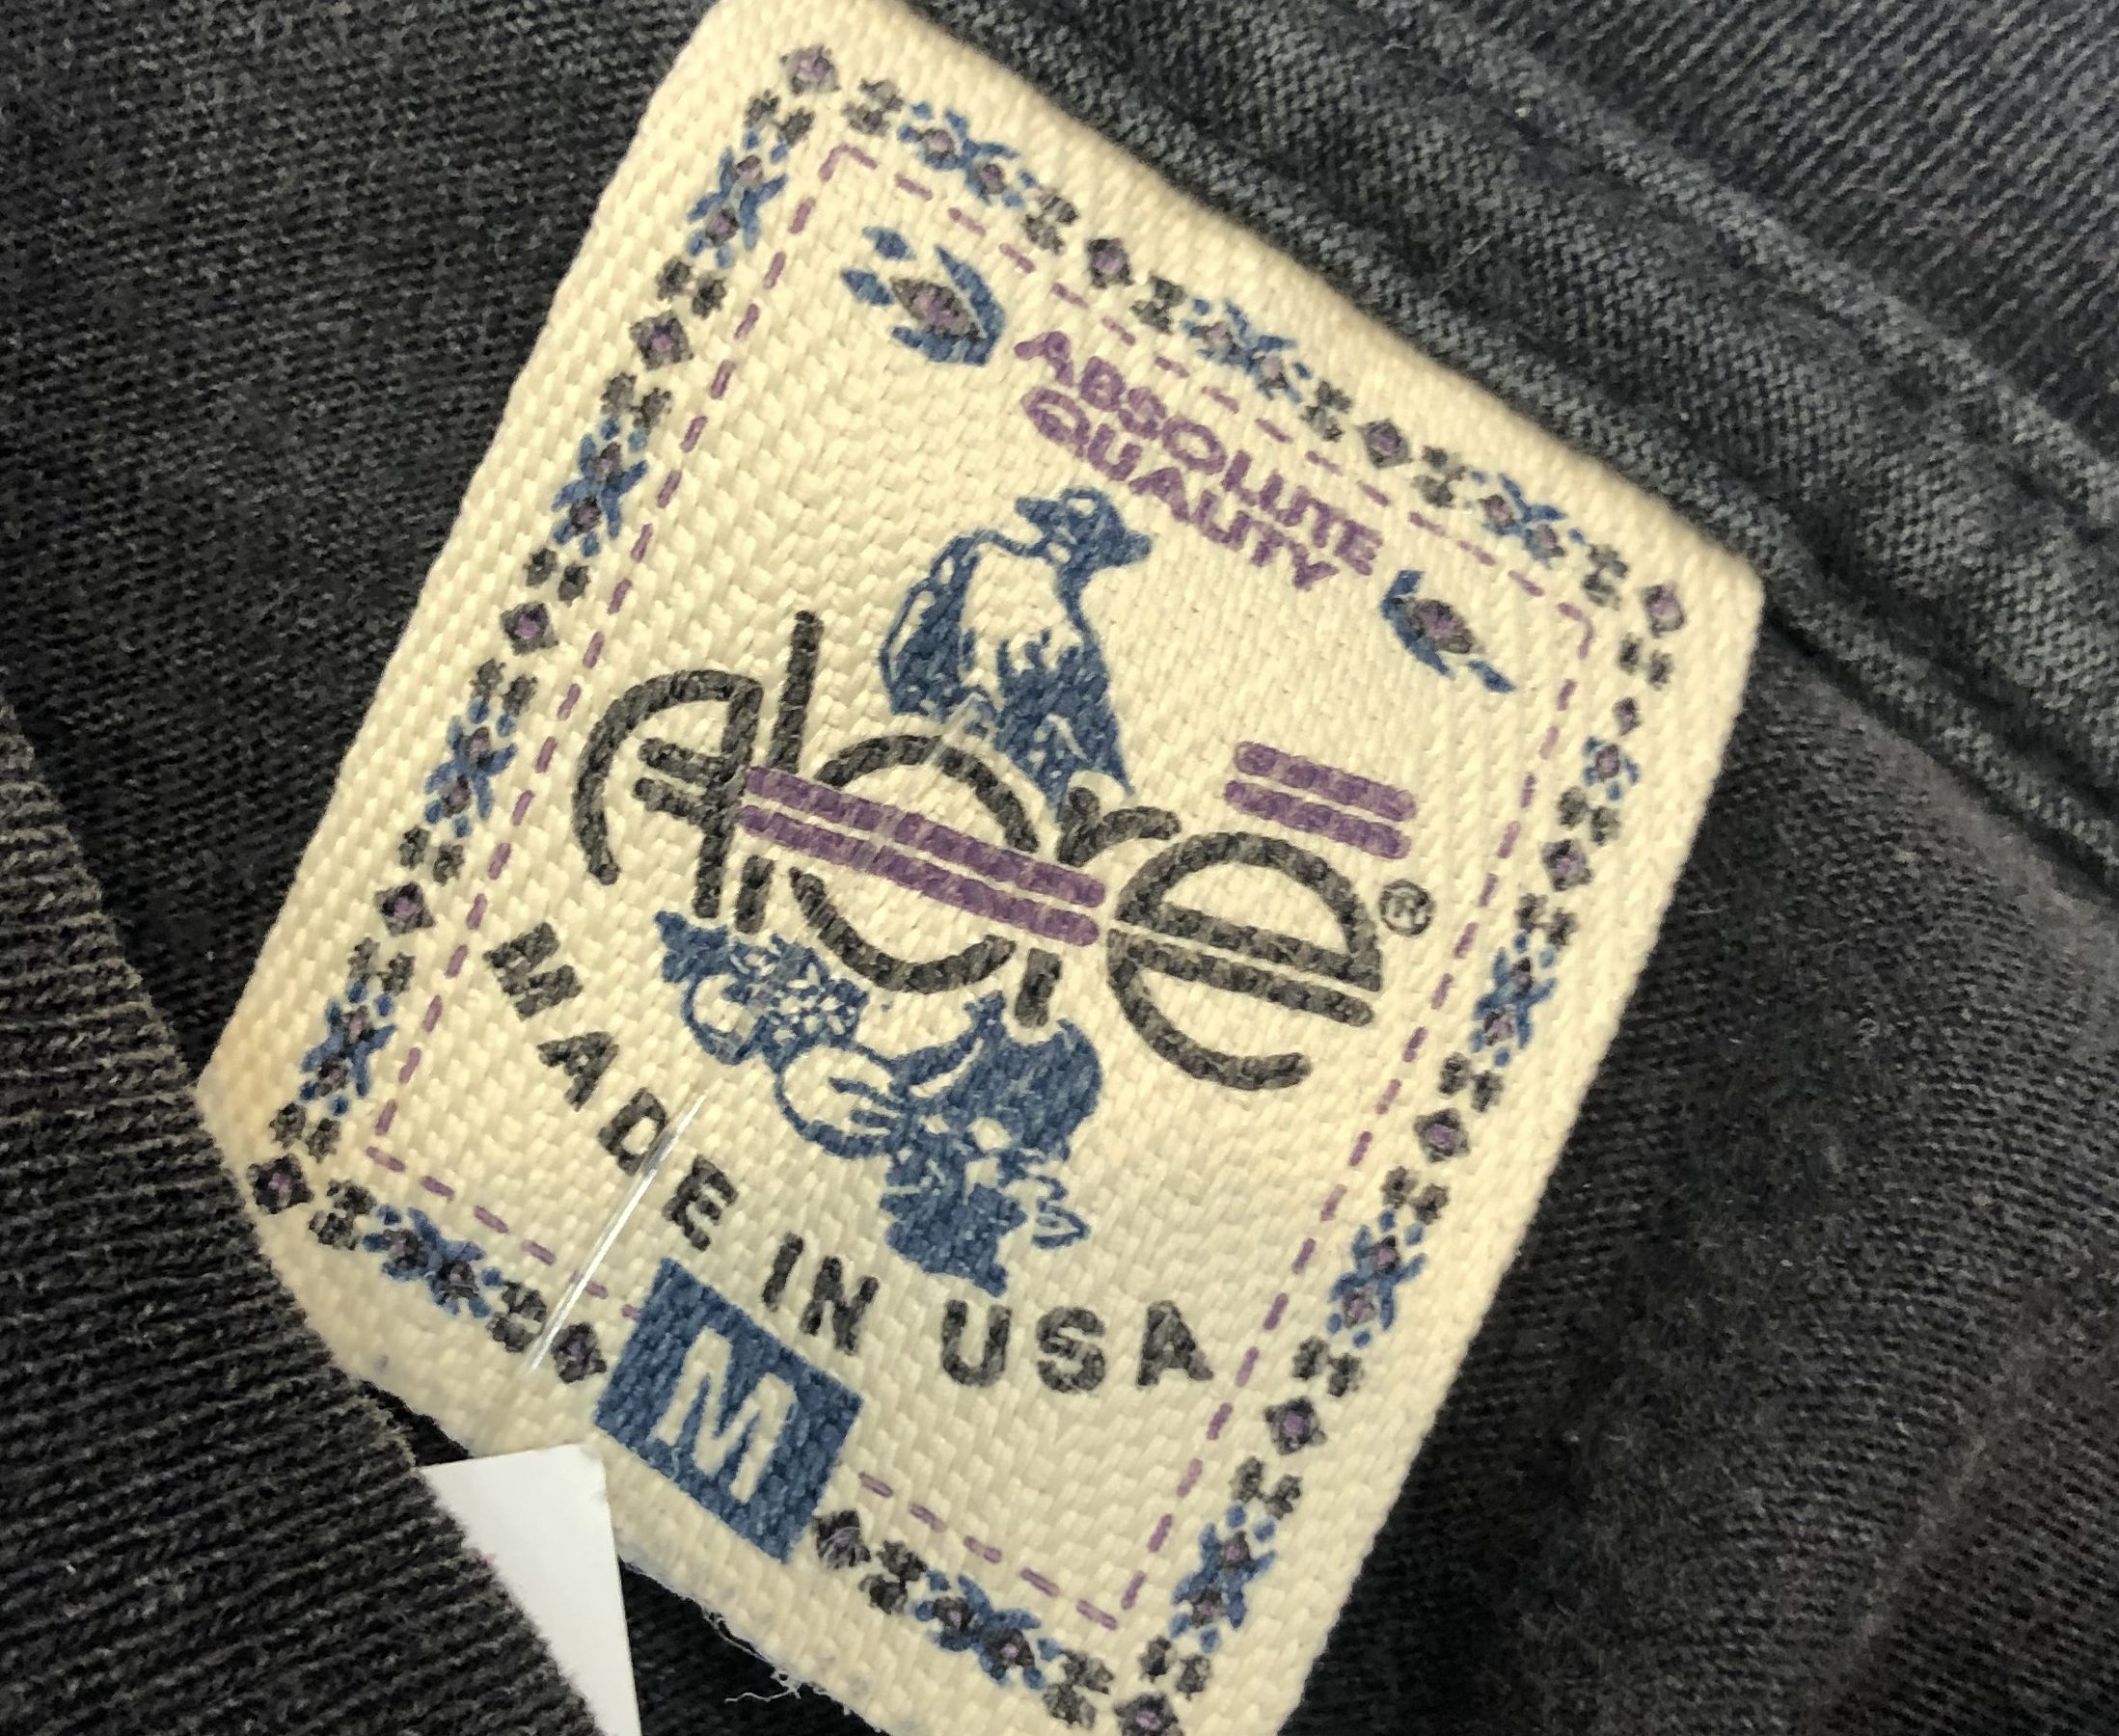 ABSOLUTE
QUALITY
Aloré®
MADE IN USA
M